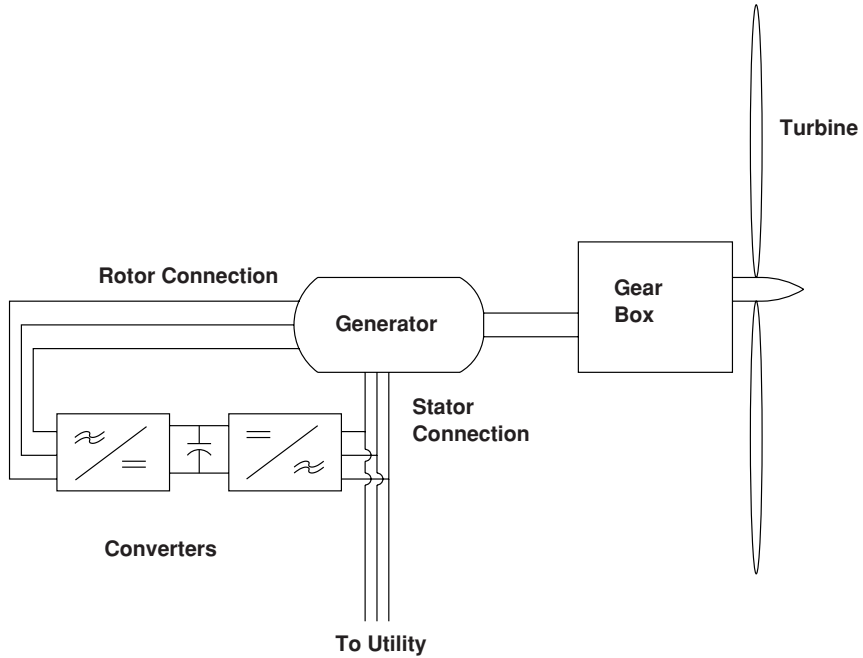 Turbine
Rotor Connection
Gear
Box
Generator
Stator
Connection
Converters
To Utility